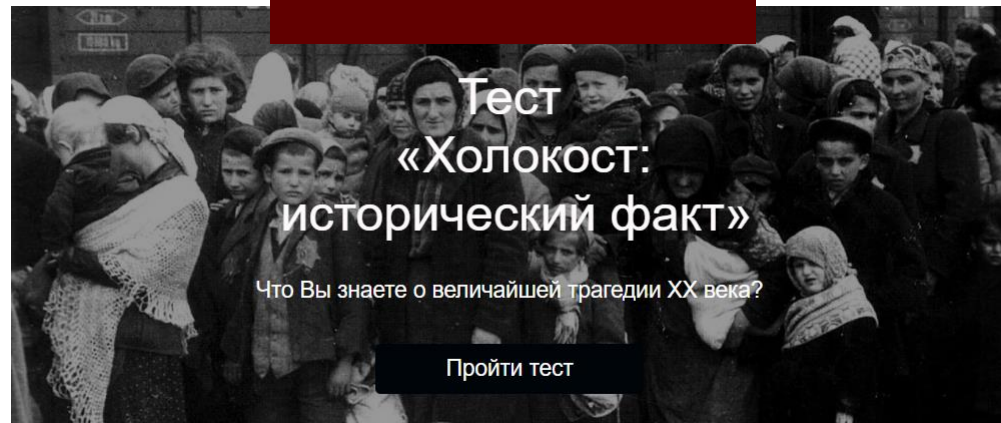 Тест
«Холокост:
исторический факт»
Что Вы знаете о величайшей трагедии XX века?
Пройти тест